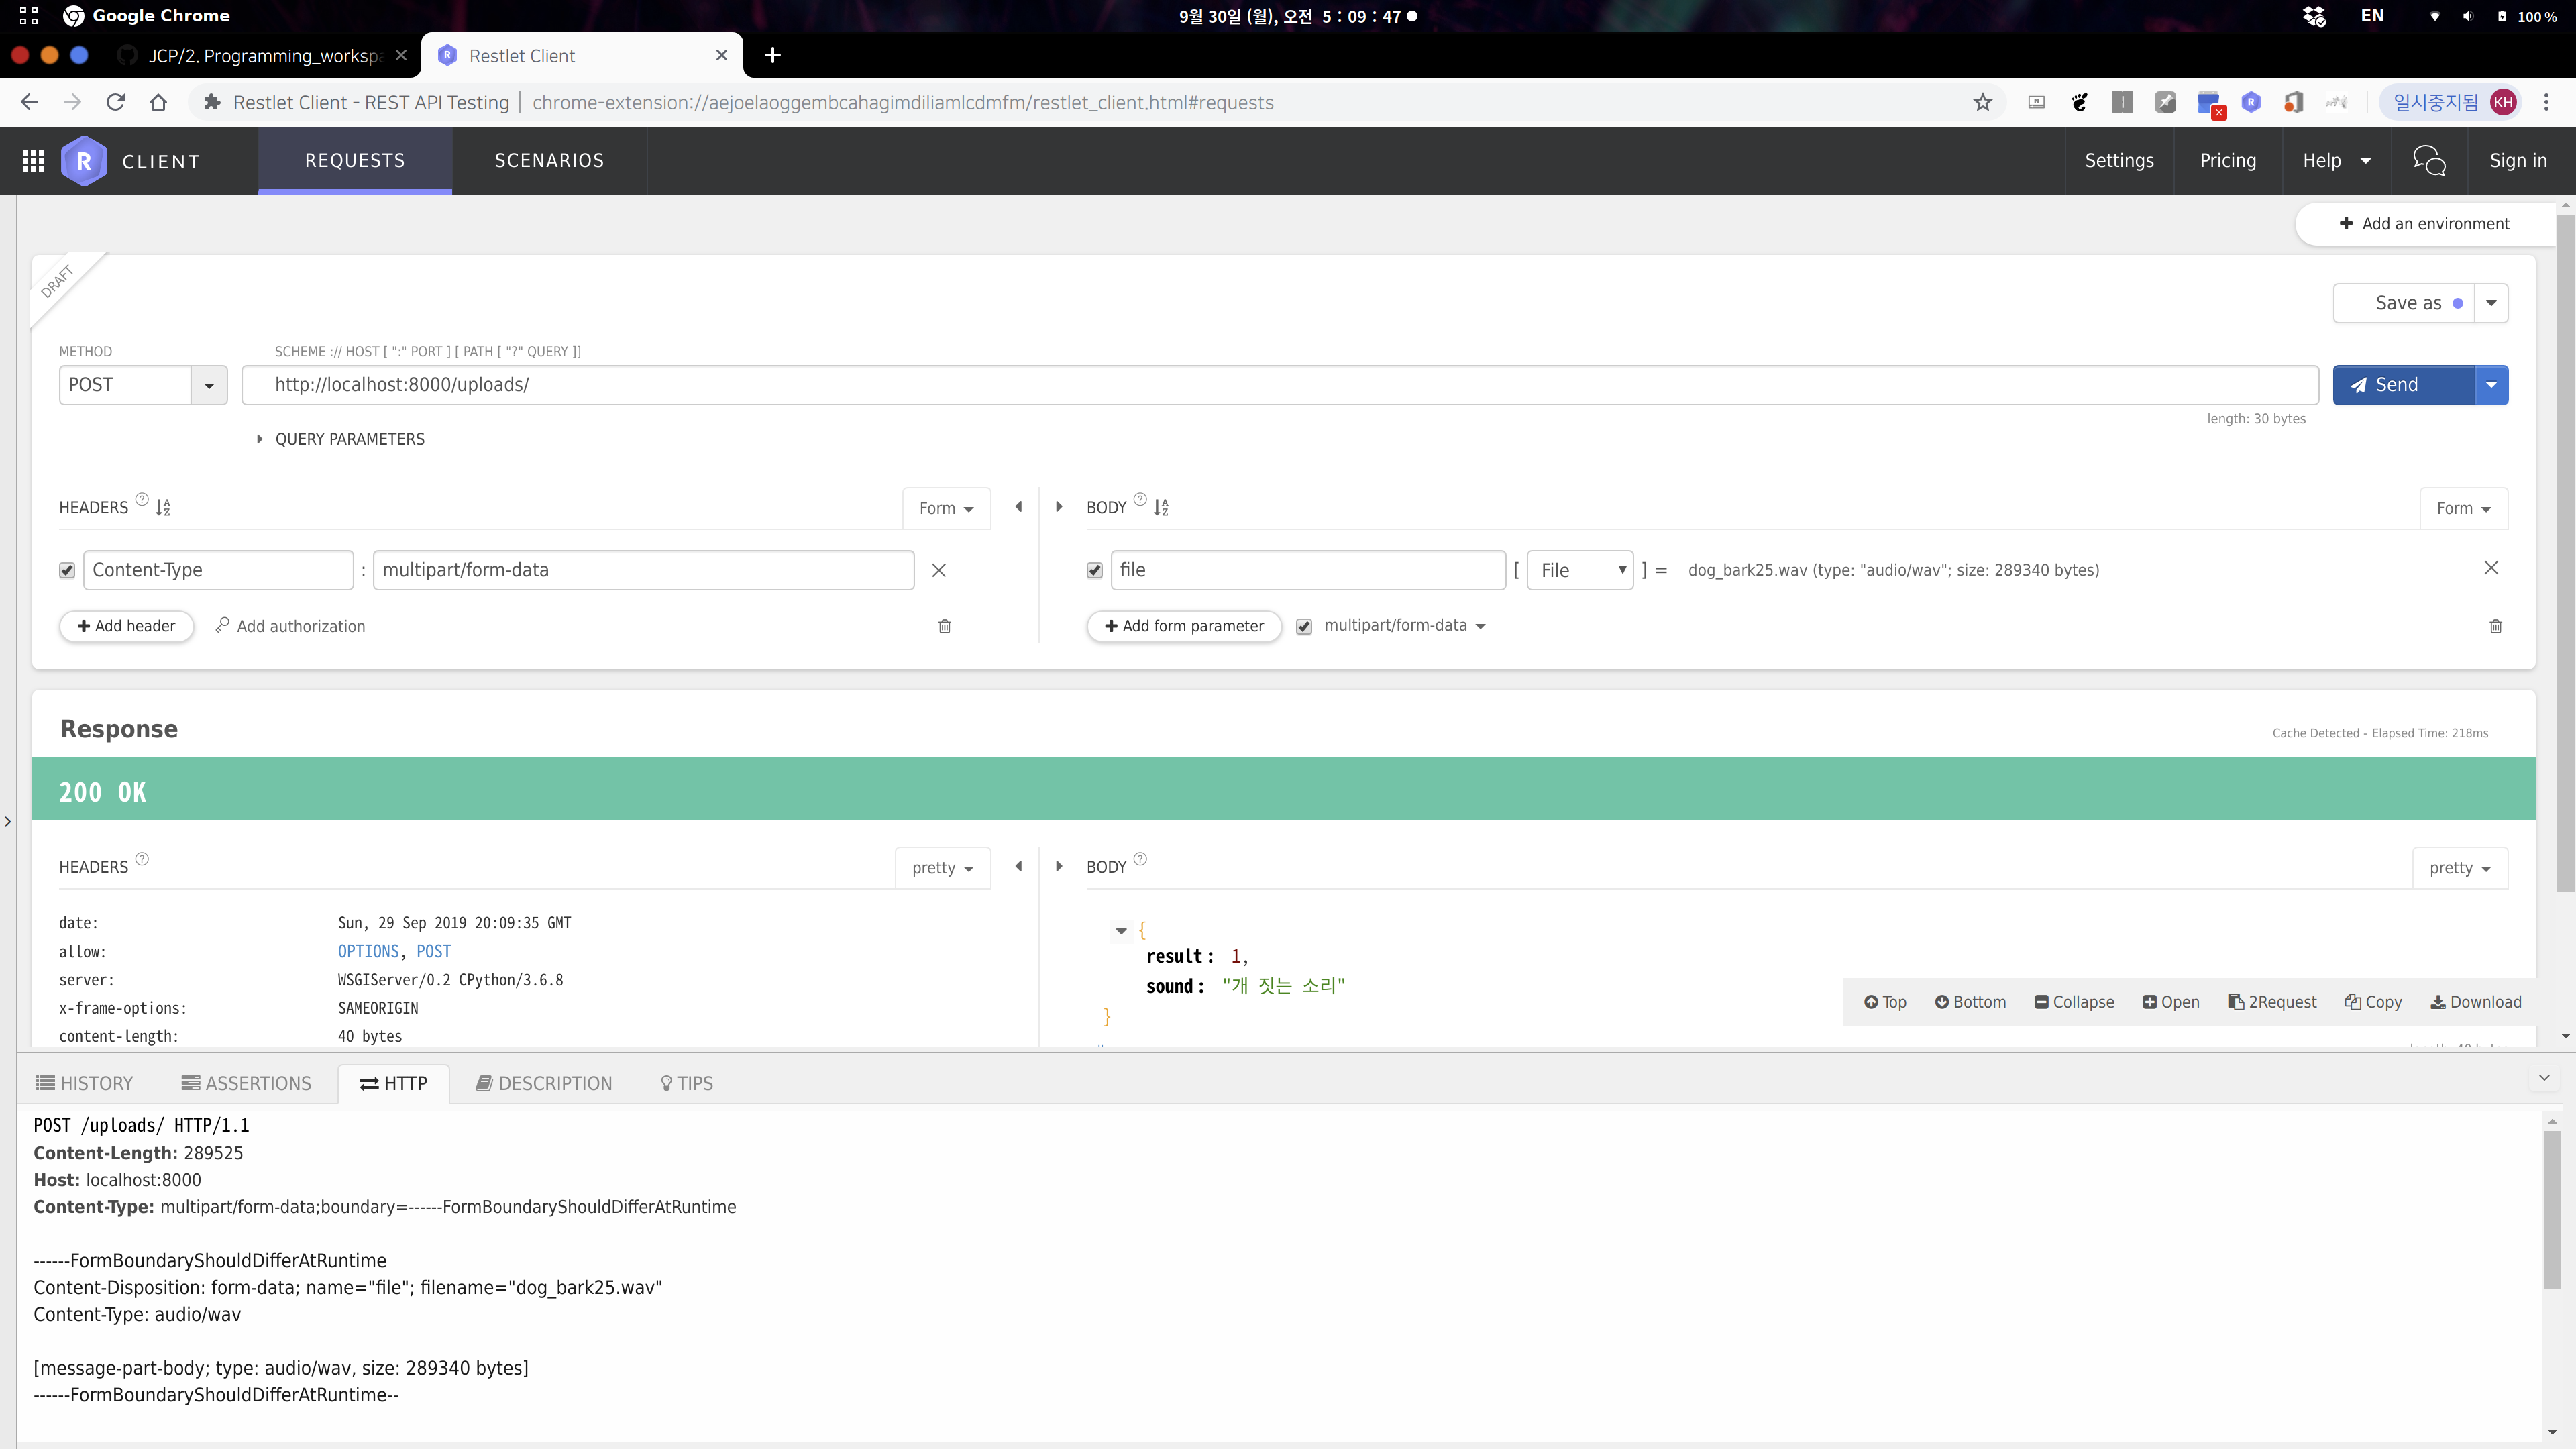 Google Chrome
9월 30일 (월), 오전 5 : 09 : 47
EN
100 %
JCP/2. Programming_workspa
Restlet Client
Restlet Client - REST API Testing
chrome-extension://aejoelaoggembcahagimdiliamlcdmfm/restlet_client.html#requests
일시중지됨
KH
R
CLIENT
REQUESTS
SCENARIOS
Settings
Pricing
Help
Sign in
Add an environment
DRAFT
Save as
METHOD
SCHEME :// HOST [ ":" PORT ] [ PATH [ "?" QUERY ]]
POST
http://localhost:8000/uploads/
Send
length: 30 bytes
QUERY PARAMETERS
HEADERS ?
Form
BODY ?
Form
Content-Type : multipart/form-data
file [ File ] = dog_bark25.wav (type: "audio/wav"; size: 289340 bytes)
Add header
Add authorization
Add form parameter
multipart/form-data
Response
Cache Detected - Elapsed Time: 218ms
200 OK
HEADERS ?
pretty
BODY ?
pretty
date: Sun, 29 Sep 2019 20:09:35 GMT
allow: OPTIONS, POST
server: WSGIServer/0.2 CPython/3.6.8
x-frame-options: SAMEORIGIN
content-length: 40 bytes
{
result: 1,
sound: "개 짖는 소리"
}
Top
Bottom
Collapse
Open
2Request
Copy
Download
HISTORY
ASSERTIONS
HTTP
DESCRIPTION
TIPS
POST /uploads/ HTTP/1.1
Content-Length: 289525
Host: localhost:8000
Content-Type: multipart/form-data;boundary=------FormBoundaryShouldDifferAtRuntime
------FormBoundaryShouldDifferAtRuntime
Content-Disposition: form-data; name="file"; filename="dog_bark25.wav"
Content-Type: audio/wav
[message-part-body; type: audio/wav, size: 289340 bytes]
------FormBoundaryShouldDifferAtRuntime--